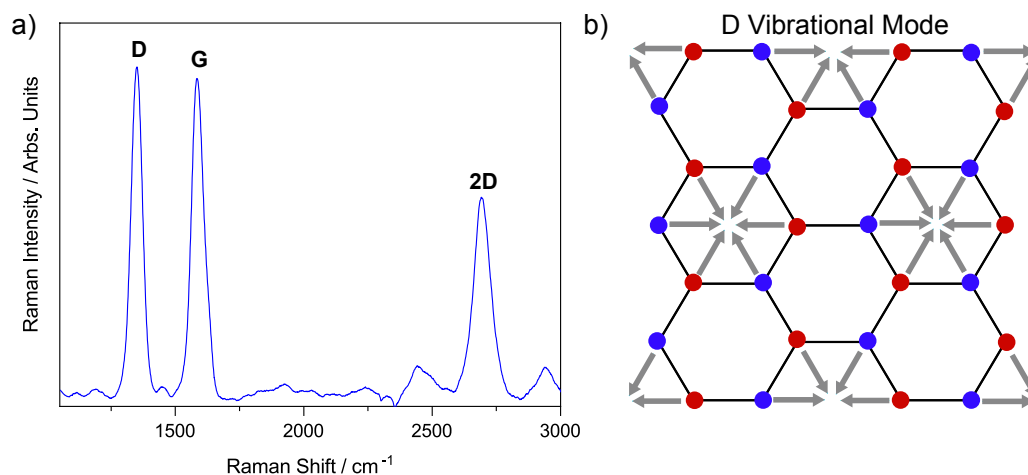 a)
D
G
2D
Raman Intensity / Arbs. Units
1500
2000
2500
3000
Raman Shift / cm⁻¹
b)
D Vibrational Mode